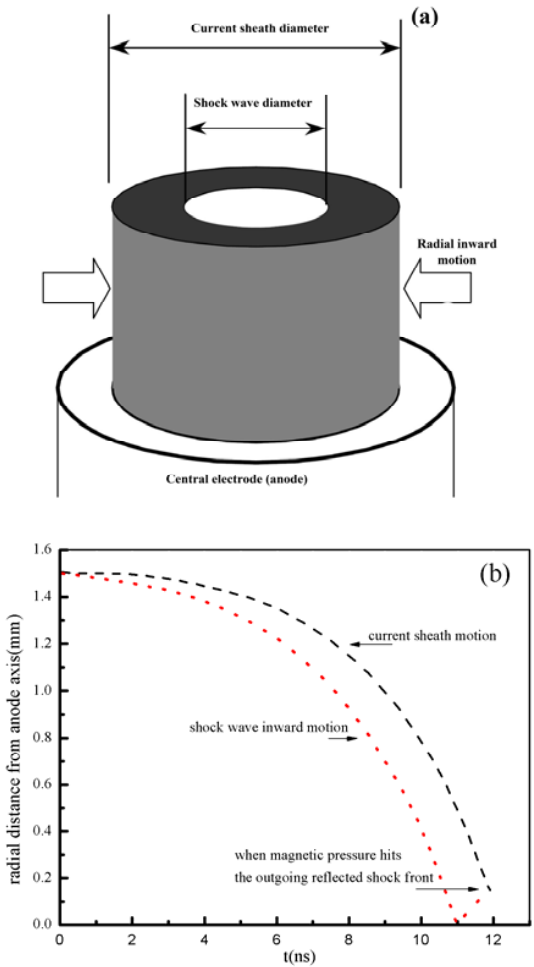 (a)
Current sheath diameter
Shock wave diameter
Radial inward
motion
Central electrode (anode)
(b)
1.6
1.4
1.2
1.0
0.8
0.6
0.4
0.2
0.0
radial distance from anode axis(mm)
current sheath motion
shock wave inward motion
when magnetic pressure hits
the outgoing reflected shock front
0 2 4 6 8 10 12
t(ns)